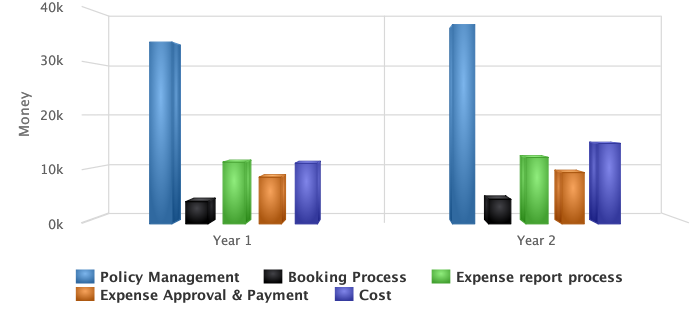 40k
30k
20k
10k
0k
Money
Year 1 Year 2
Policy Management Booking Process Expense report process
Expense Approval & Payment Cost